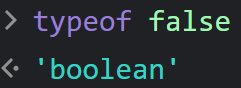 > typeof false
<· 'boolean'